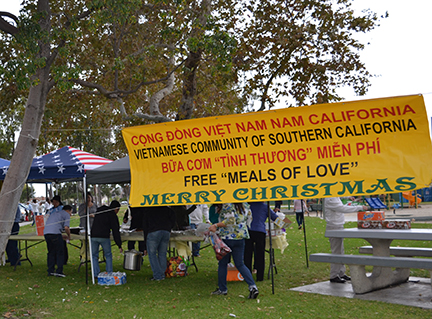 CỘNG ĐỒNG VIỆT NAM NAM CALIFORNIA
VIETNAMESE COMMUNITY OF SOUTHERN CALIFORNIA
BỮA CƠM “TÌNH THƯƠNG” MIỄN PHÍ
FREE “MEALS OF LOVE”
MERRY CHRISTMAS